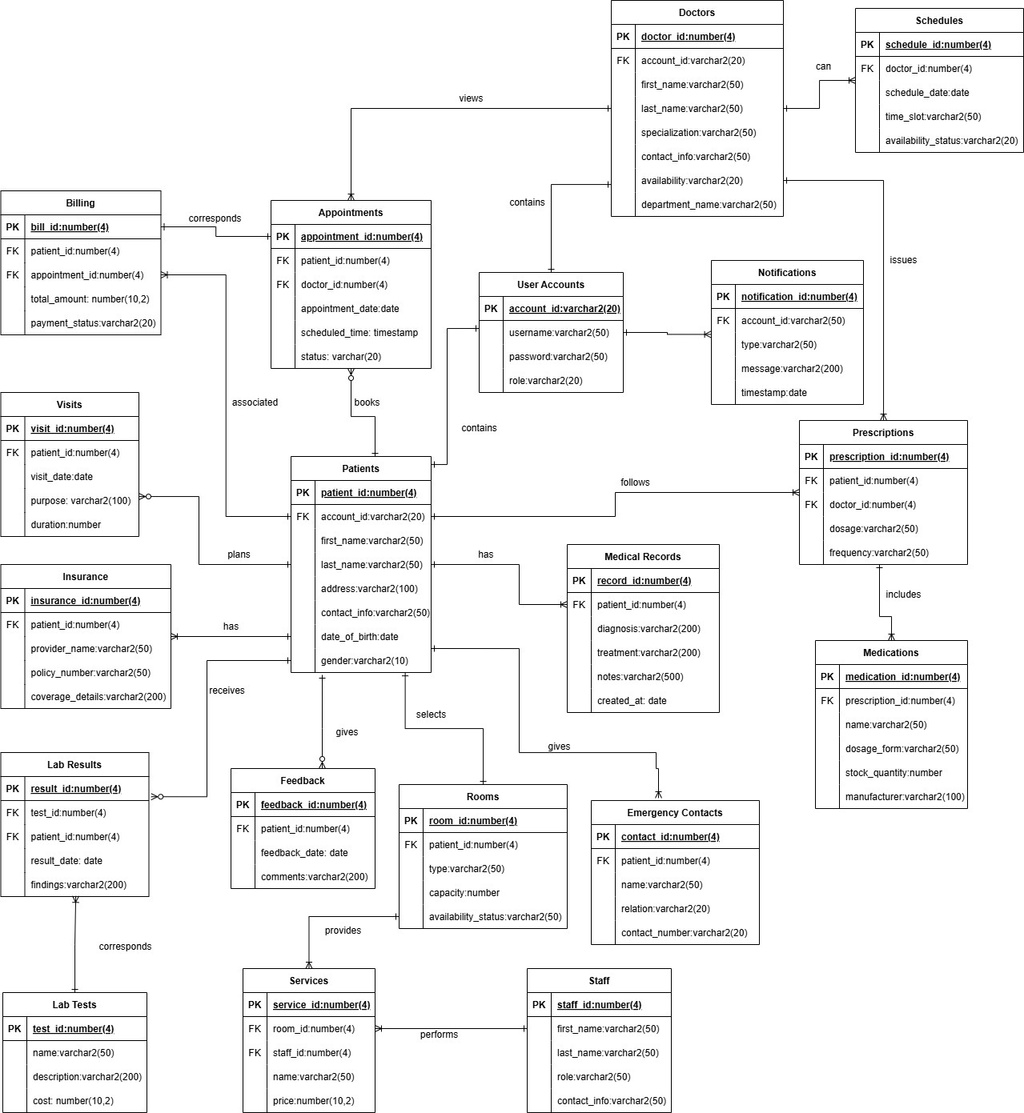 Doctors
PK doctor_id:number(4)
FK account_id:varchar2(20)
first_name:varchar2(50)
last_name:varchar2(50)
specialization:varchar2(50)
contact_info:varchar2(50)
availability:varchar2(20)
department_name:varchar2(50)
Schedules
PK schedule_id:number(4)
FK doctor_id:number(4)
schedule_date:date
time_slot:varchar2(50)
availability_status:varchar2(20)
can
views
contains
issues
Billing
PK bill_id:number(4)
FK patient_id:number(4)
FK appointment_id:number(4)
total_amount: number(10,2)
payment_status:varchar2(20)
corresponds
Appointments
PK appointment_id:number(4)
FK patient_id:number(4)
FK doctor_id:number(4)
appointment_date:date
scheduled_time: timestamp
status: varchar(20)
User Accounts
PK account_id:varchar2(20)
username:varchar2(50)
password:varchar2(50)
role:varchar2(20)
Notifications
PK notification_id:number(4)
FK account_id:varchar2(50)
type:varchar2(50)
message:varchar2(200)
timestamp:date
associated
books
contains
Visits
PK visit_id:number(4)
FK patient_id:number(4)
visit_date:date
purpose: varchar2(100)
duration:number
plans
Patients
PK patient_id:number(4)
FK account_id:varchar2(20)
first_name:varchar2(50)
last_name:varchar2(50)
address:varchar2(100)
contact_info:varchar2(50)
date_of_birth:date
gender:varchar2(10)
follows
Prescriptions
PK prescription_id:number(4)
FK patient_id:number(4)
FK doctor_id:number(4)
dosage:varchar2(50)
frequency:varchar2(50)
has
Medical Records
PK record_id:number(4)
FK patient_id:number(4)
diagnosis:varchar2(200)
treatment:varchar2(200)
notes:varchar2(500)
created_at: date
includes
Insurance
PK insurance_id:number(4)
FK patient_id:number(4)
provider_name:varchar2(50)
policy_number:varchar2(50)
coverage_details:varchar2(200)
has
receives
Medications
PK medication_id:number(4)
FK prescription_id:number(4)
name:varchar2(50)
dosage_form:varchar2(50)
stock_quantity:number
manufacturer:varchar2(100)
gives
selects
gives
Lab Results
PK result_id:number(4)
FK test_id:number(4)
FK patient_id:number(4)
result_date: date
findings:varchar2(200)
Feedback
PK feedback_id:number(4)
FK patient_id:number(4)
feedback_date: date
comments:varchar2(200)
Rooms
PK room_id:number(4)
FK patient_id:number(4)
type:varchar2(50)
capacity:number
availability_status:varchar2(50)
Emergency Contacts
PK contact_id:number(4)
FK patient_id:number(4)
name:varchar2(50)
relation:varchar2(20)
contact_number:varchar2(20)
corresponds
provides
Lab Tests
PK test_id:number(4)
name:varchar2(50)
description:varchar2(200)
cost: number(10,2)
Services
PK service_id:number(4)
FK room_id:number(4)
FK staff_id:number(4)
name:varchar2(50)
price:number(10,2)
performs
Staff
PK staff_id:number(4)
first_name:varchar2(50)
last_name:varchar2(50)
role:varchar2(50)
contact_info:varchar2(50)